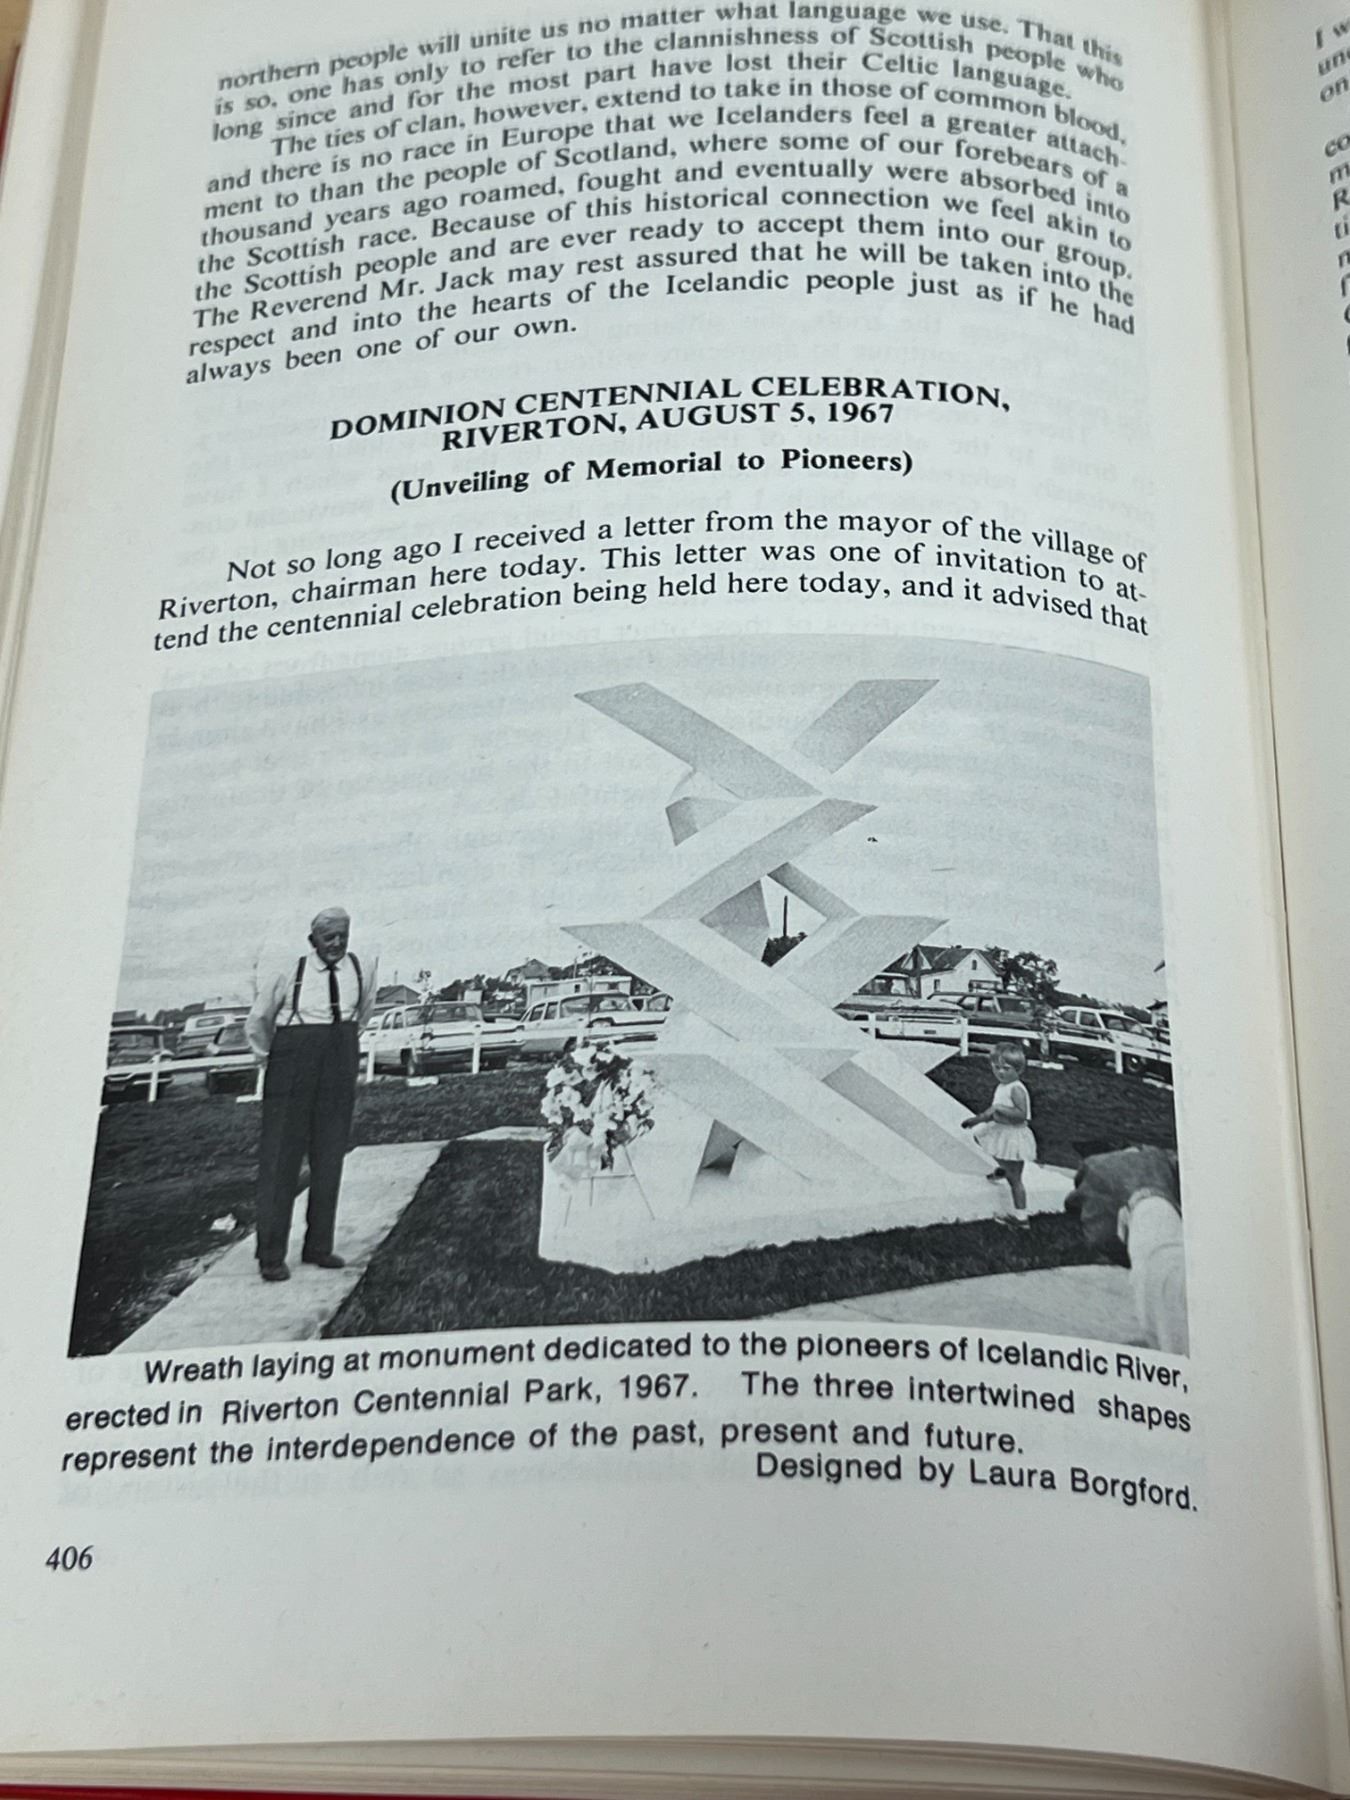 northern people will unite us no matter what language we use. That this
is so, one has only to refer to the clannishness of Scottish people who
long since and for the most part have lost their Celtic language.
The ties of clan, however, extend to take in those of common blood,
and there is no race in Europe that we Icelanders feel a greater attach-
ment to than the people of Scotland, where some of our forebears of a
thousand years ago roamed, fought and eventually were absorbed into
the Scottish race. Because of this historical connection we feel akin to
the Scottish people and are ever ready to accept them into our group.
The Reverend Mr. Jack may rest assured that he will be taken into the
respect and into the hearts of the Icelandic people just as if he had
always been one of our own.
DOMINION CENTENNIAL CELEBRATION,
RIVERTON, AUGUST 5, 1967
(Unveiling of Memorial to Pioneers)
Not so long ago I received a letter from the mayor of the village of
Riverton, chairman here today. This letter was one of invitation to at-
tend the centennial celebration being held here today, and it advised that
Wreath laying at monument dedicated to the pioneers of Icelandic River,
erected in Riverton Centennial Park, 1967. The three intertwined shapes
represent the interdependence of the past, present and future.
Designed by Laura Borgford.
406